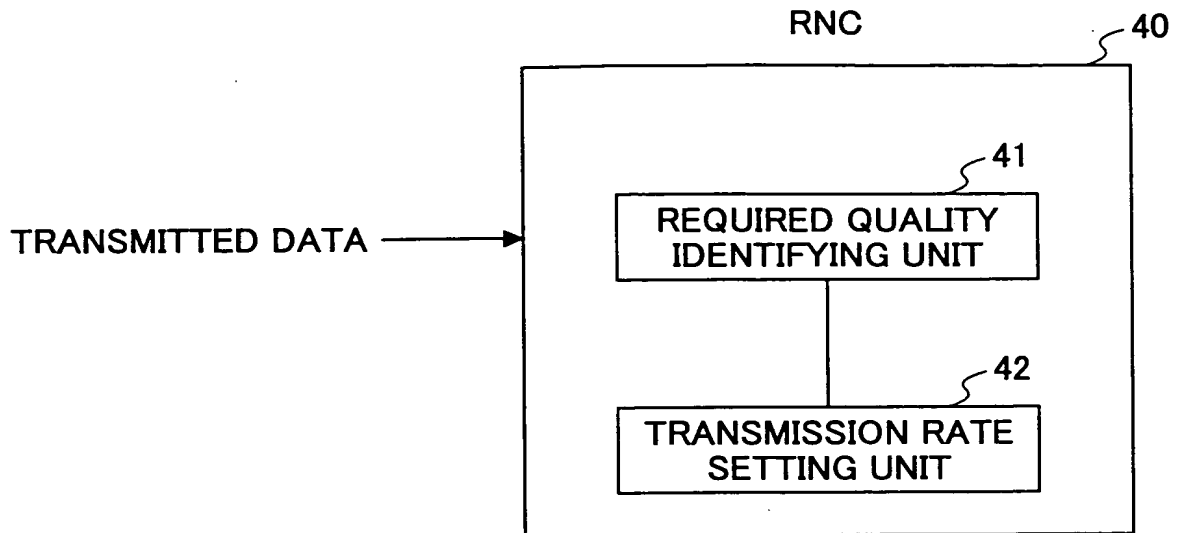 RNC
40
41
REQUIRED QUALITY
IDENTIFYING UNIT
TRANSMITTED DATA
42
TRANSMISSION RATE
SETTING UNIT